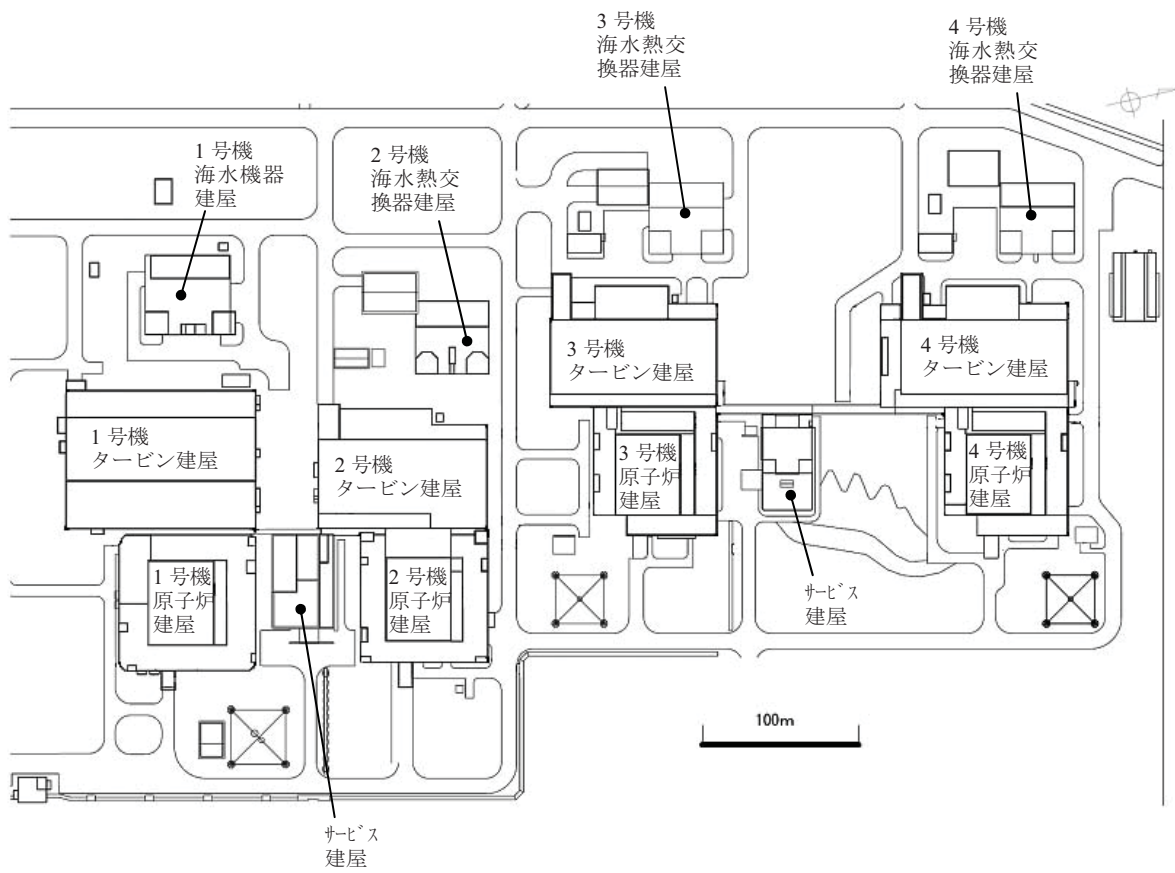 3 号機
海水熱交
換器建屋
4 号機
海水熱交
換器建屋
1 号機
海水機器
建屋
2 号機
海水熱交
換器建屋
3 号機
タービン建屋
4 号機
タービン建屋
1 号機
タービン建屋
2 号機
タービン建屋
3 号機
原子炉
建屋
4 号機
原子炉
建屋
1 号機
原子炉
建屋
2 号機
原子炉
建屋
サービス
建屋
100m
サービス
建屋